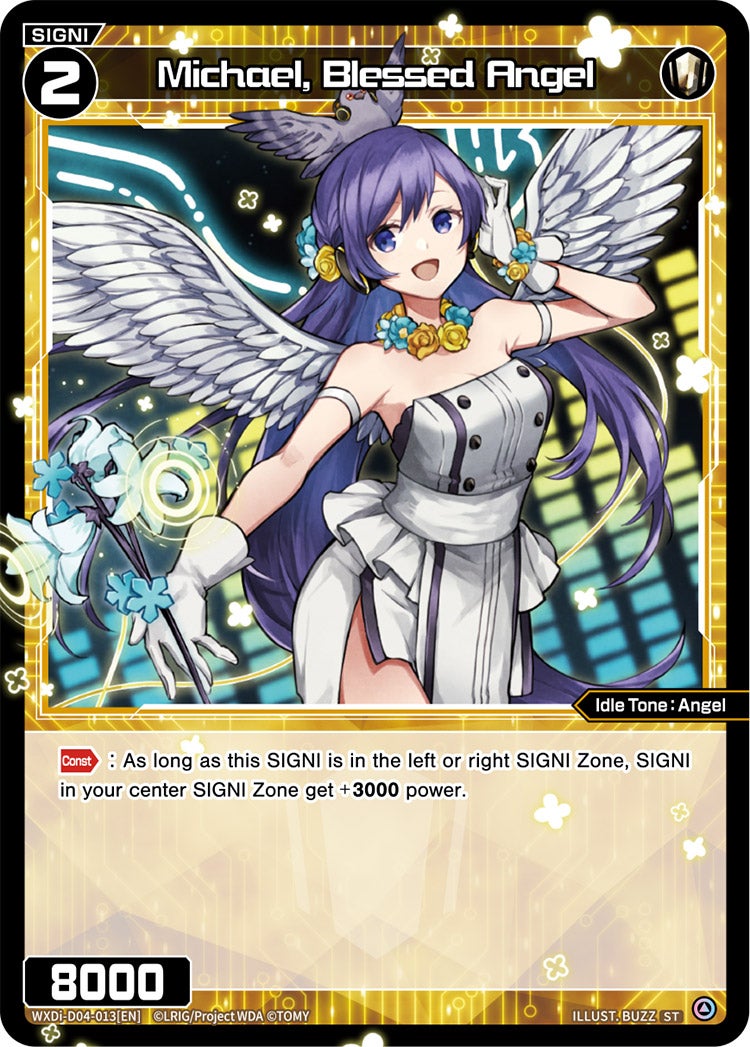 SIGNI
2
Michael, Blessed Angel
Idle Tone : Angel
Const : As long as this SIGNI is in the left or right SIGNI Zone, SIGNI
in your center SIGNI Zone get +3000 power.
8000
WXDi-D04-013[EN] ©LRIG/Project WDA ©TOMY
ILLUST. BUZZ ST